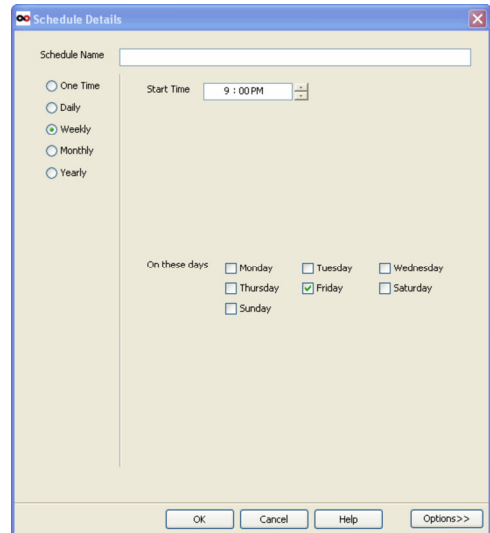 Schedule Details
Schedule Name
One Time
Start Time 9 : 00 PM
Daily
Weekly
Monthly
Yearly
On these days Monday Tuesday Wednesday
Thursday Friday Saturday
Sunday
OK Cancel Help Options>>